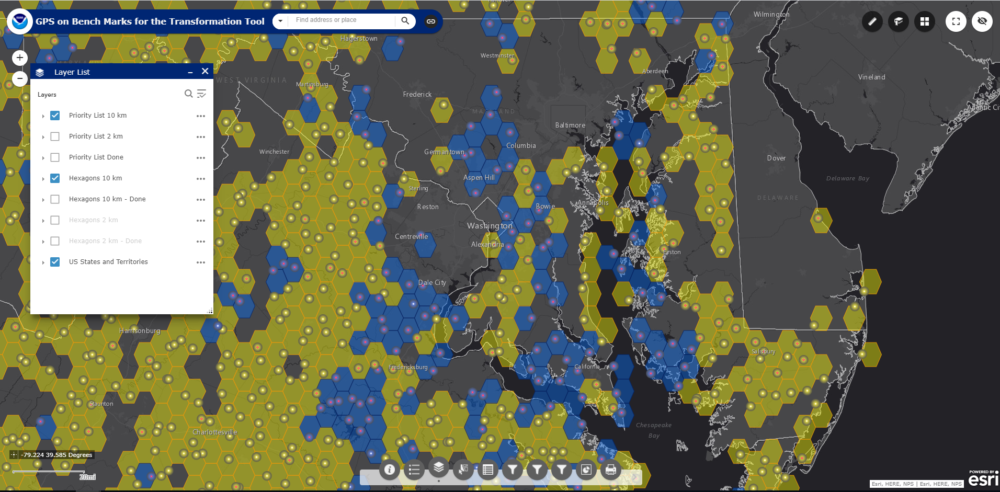 Hanover
NOAA
GPS on Bench Marks for the Transformation Tool
Find address or place
Wilmington
Hagerstown
Westminster
Aberdeen
MARYLAND
Layer List
WEST VIRGINIA
Martinsburg
Vineland
Frederick
Layers
Atlantic Cit
MARYLAND
Priority List 10 km
Baltimore
Priority List 2 km
Columbia
Winchester
Germantown
Priority List Done
Dover
Hexagons 10 km
Aspen Hill
Delaware Bay
Sterling
Hexagons 10 km - Done
DELAWARE
Annapolis
Reston
Bowie
Hexagons 2 km
Washington
Centreville
Hexagons 2 km - Done
Alexandria
Easton
US States and Territories
Dale City
Harrisonburg
Salisbury
Fredericksburg
California
Staunton
Chesapeake
Bay
Charlottesville
-79.224 39.585 Degrees
20mi
POWERED BY
esri
Esri, HERE, NPS | Esri, HERE, NPS